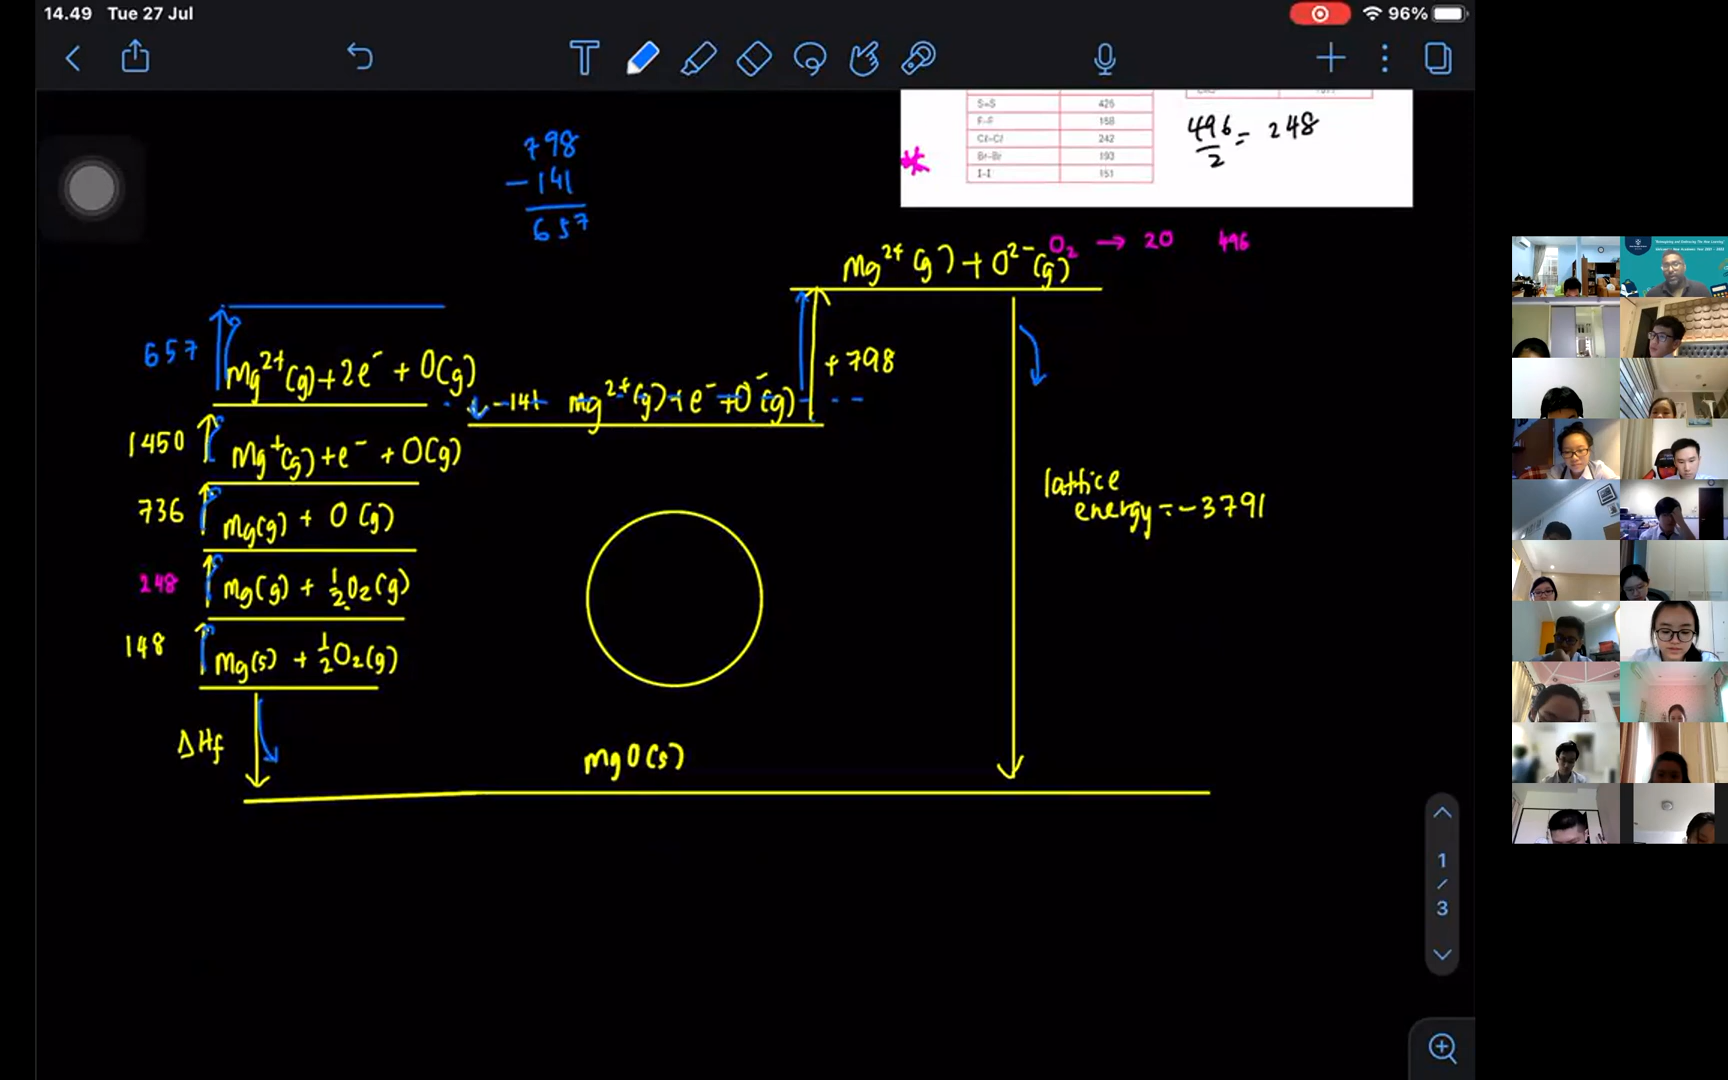 14.49 Tue 27 Jul
96%
S=S 425
F–F 158
Cℓ–Cℓ 242
Br–Br 193
I–I 151
496/2 = 248
798
– 141
657
O₂ → 2O 496
Mg²⁺(g) + O²⁻(g)
657
Mg²⁺(g) + 2e⁻ + O(g)
+798
–141 Mg²⁺(g) + e⁻ + O⁻(g)
1450
Mg⁺(g) + e⁻ + O(g)
lattice
energy = –3791
736
Mg(g) + O(g)
248
Mg(g) + ½O₂(g)
148
Mg(s) + ½O₂(g)
ΔHf
MgO(s)
1
/
3